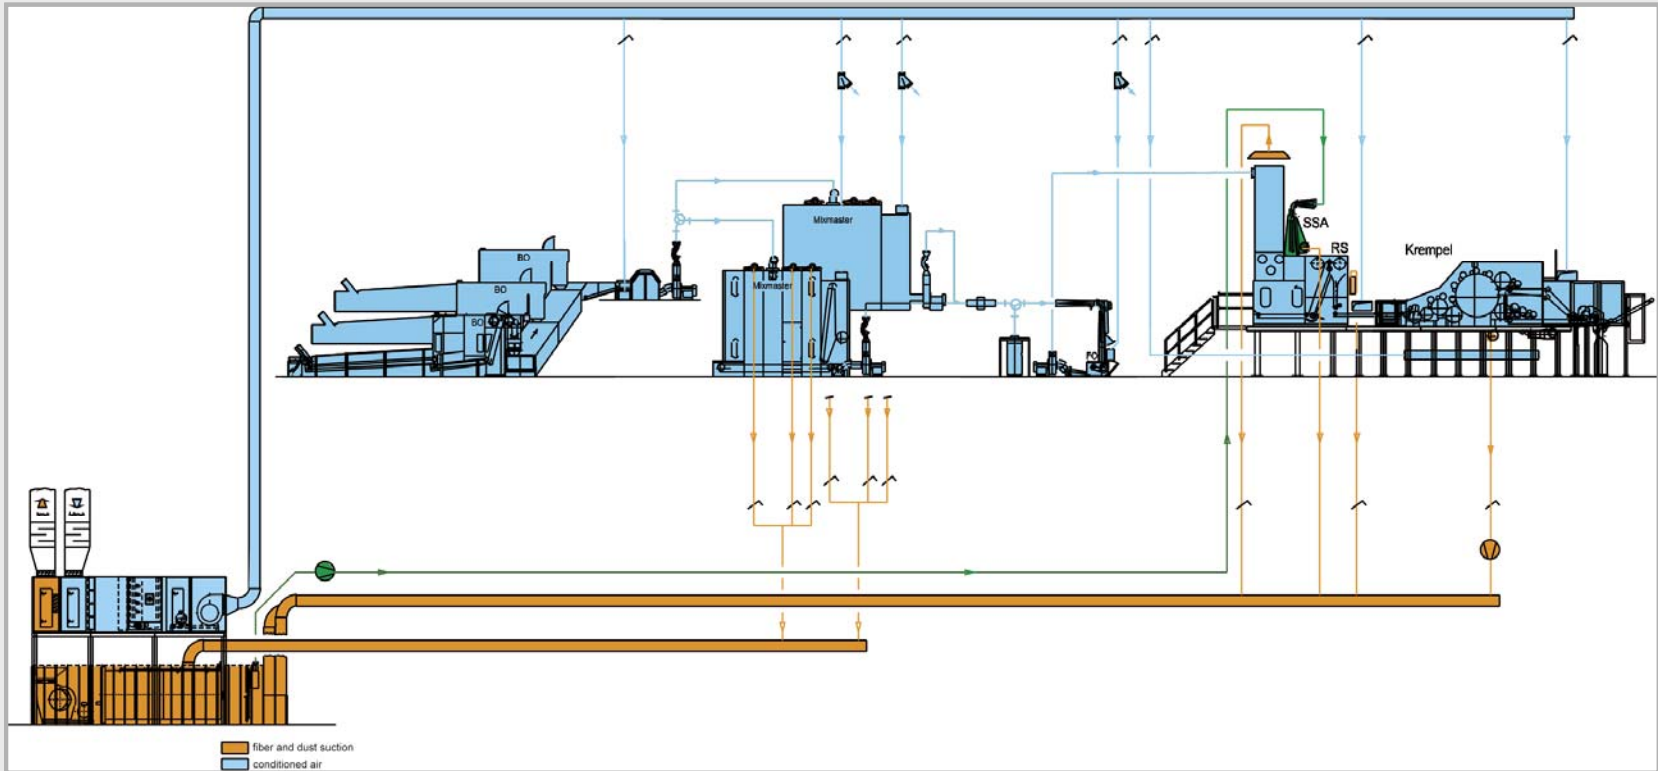 Mixmaster
SSA
BO
RS
Krempel
Mixmaster
BO
BO
FO
fiber and dust suction
conditioned air